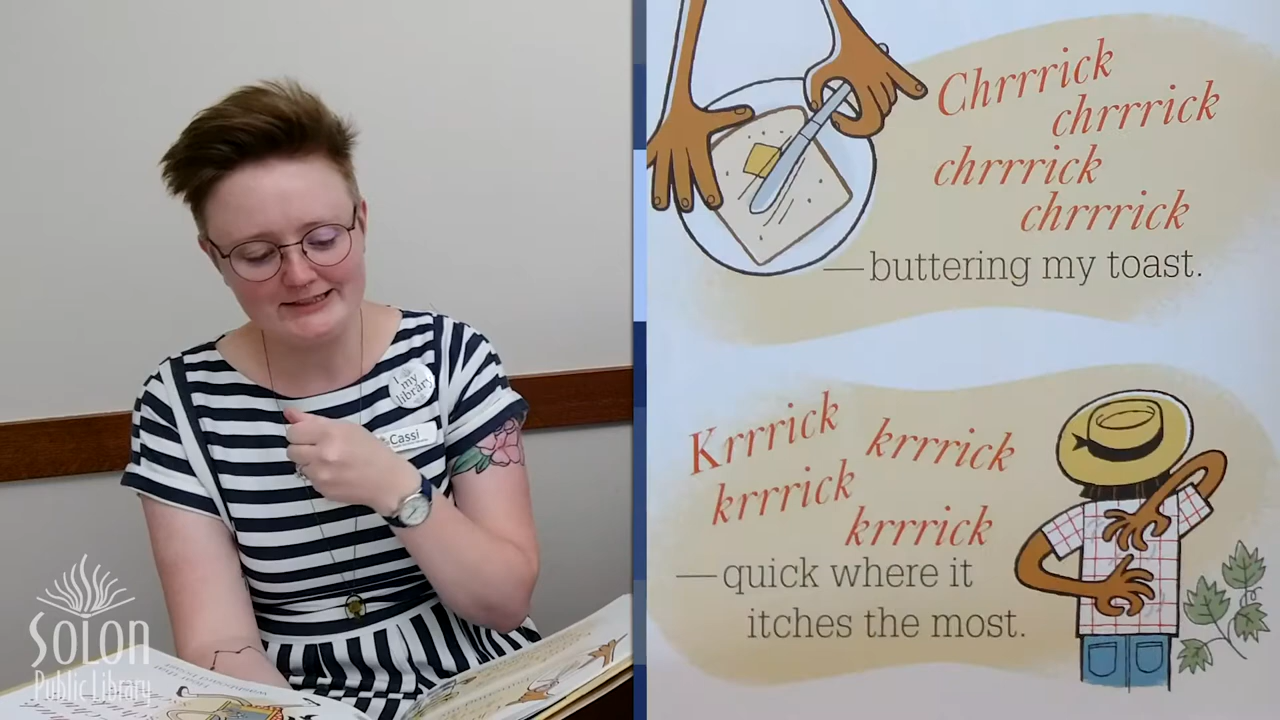 I my
library
Cassi
SOLON
Public Library
Chrrrick
chrrrick
chrrrick
chrrrick
—buttering my toast.
Krrrick krrrick
krrrick
krrrick
—quick where it
itches the most.